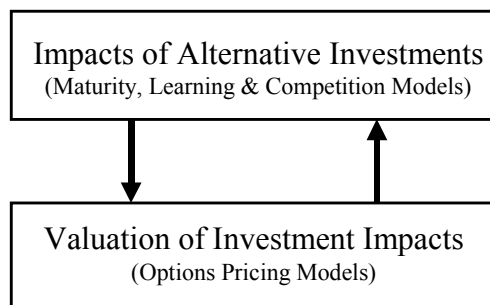 Impacts of Alternative Investments
(Maturity, Learning & Competition Models)
Valuation of Investment Impacts
(Options Pricing Models)